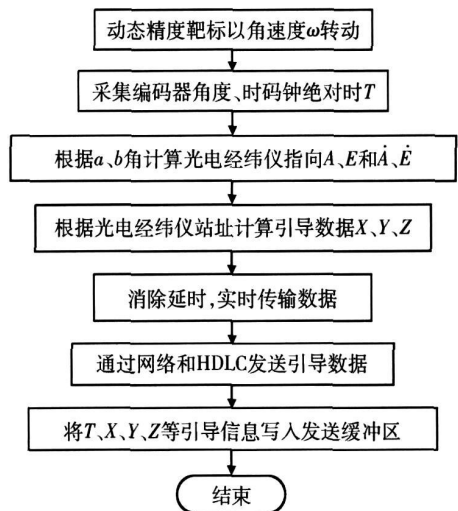 动态精度靶标以角速度ω转动
采集编码器角度、时码钟绝对时T
根据a、b角计算光电经纬仪指向A、E和Ȧ、Ė
根据光电经纬仪站址计算引导数据X、Y、Z
消除延时,实时传输数据
通过网络和HDLC发送引导数据
将T、X、Y、Z等引导信息写入发送缓冲区
结束